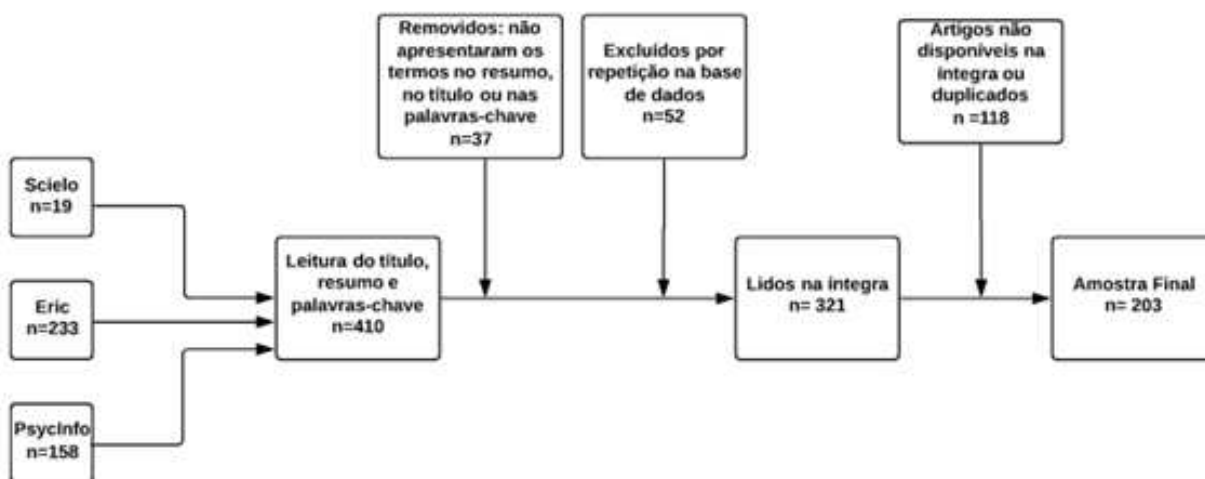 Removidos: não
apresentaram os
termos no resumo,
no título ou nas
palavras-chave
n=37
Excluídos por
repetição na base
de dados
n=52
Artigos não
disponíveis na
íntegra ou
duplicados
n =118
Scielo
n=19
Eric
n=233
PsycInfo
n=158
Leitura do título,
resumo e
palavras-chave
n=410
Lidos na íntegra
n= 321
Amostra Final
n= 203